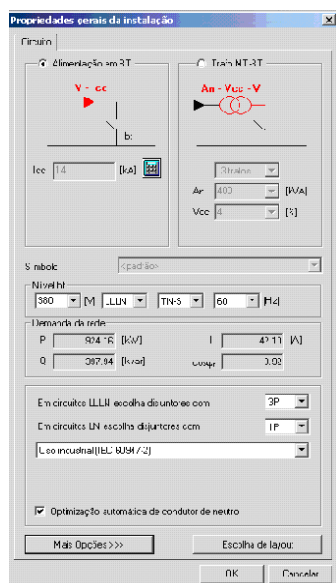 Propriedades gerais da instalação
Circuito
Alimentação em BT
V - cc
Icc 14 [kA]
Trafo MT-BT
An - Vcc - V
An 400 [kVA]
Vcc 4 [%]
Símbolo <padrão>
Nível bt
380 [V] LLLN TN-S 60 [Hz]
Demanda da rede
P [kW]
I [A]
Q [kvar]
Em circuitos LLLN escolha disjuntores com 3P
Em circuitos LN escolha disjuntores com 1P
Uso industrial (IEC 60947-2)
Optimização automática de condutor de neutro
Mais Opções >>>
Escolha de layout
OK
Cancelar